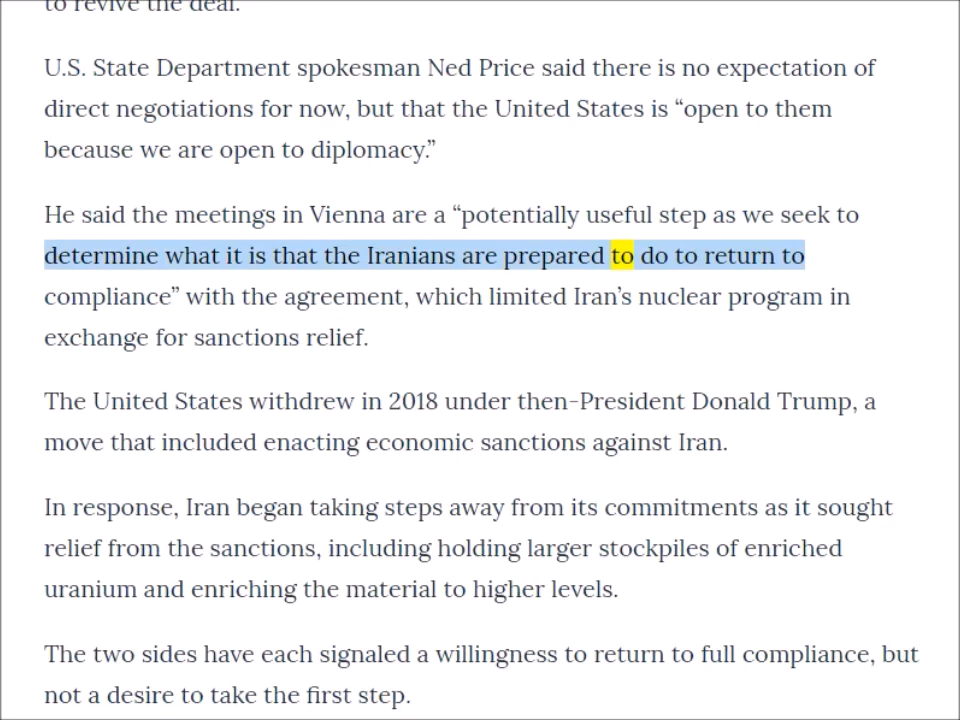 to revive the deal.
U.S. State Department spokesman Ned Price said there is no expectation of
direct negotiations for now, but that the United States is “open to them
because we are open to diplomacy.”
He said the meetings in Vienna are a “potentially useful step as we seek to
determine what it is that the Iranians are prepared to do to return to
compliance” with the agreement, which limited Iran’s nuclear program in
exchange for sanctions relief.
The United States withdrew in 2018 under then-President Donald Trump, a
move that included enacting economic sanctions against Iran.
In response, Iran began taking steps away from its commitments as it sought
relief from the sanctions, including holding larger stockpiles of enriched
uranium and enriching the material to higher levels.
The two sides have each signaled a willingness to return to full compliance, but
not a desire to take the first step.